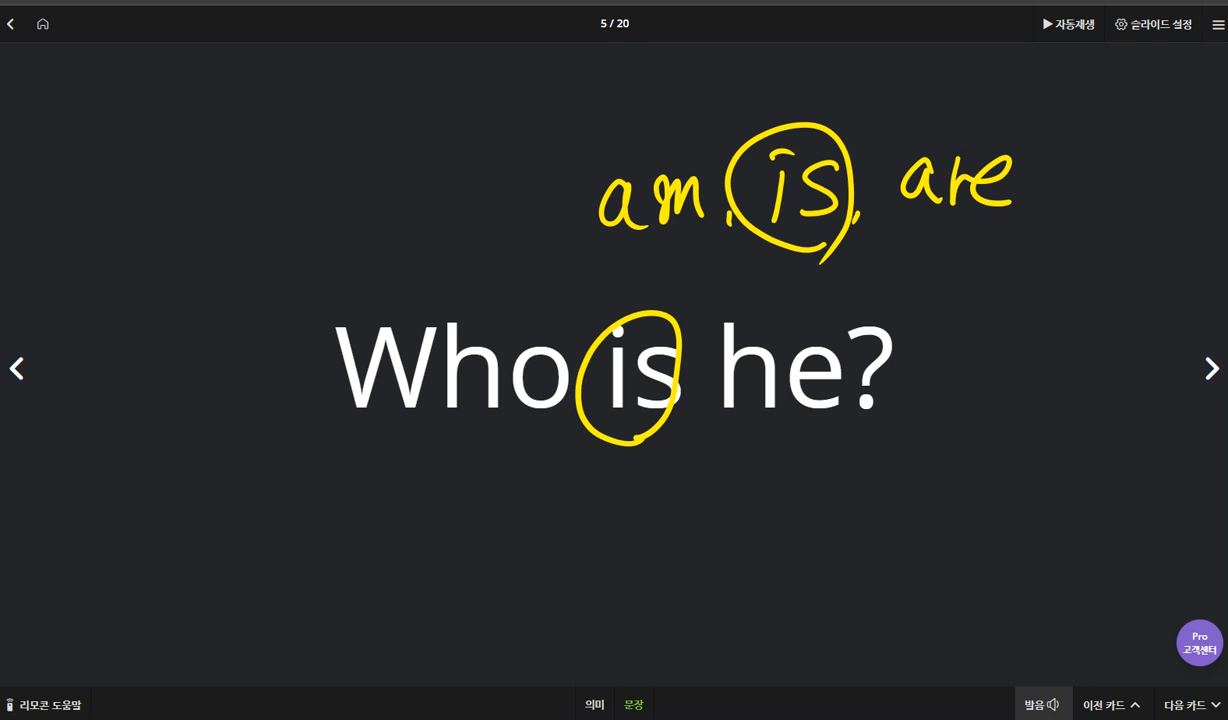 5 / 20
자동재생
슬라이드 설정
am, is, are
Who is he?
Pro
고객센터
리모콘 도움말
의미
문장
발음
이전 카드
다음 카드